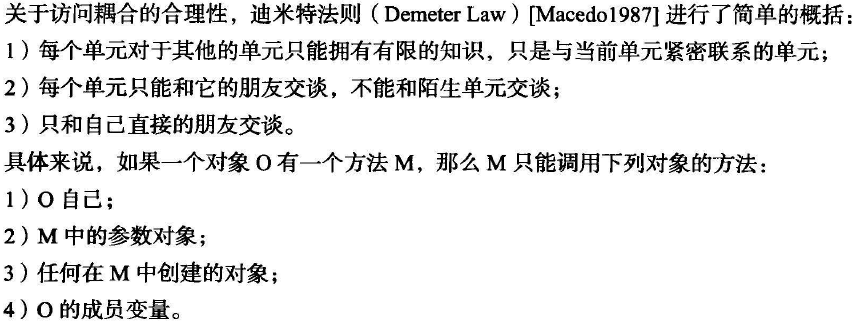 关于访问耦合的合理性，迪米特法则（Demeter Law）[Macedo1987] 进行了简单的概括：
1）每个单元对于其他的单元只能拥有有限的知识，只是与当前单元紧密联系的单元；
2）每个单元只能和它的朋友交谈，不能和陌生单元交谈；
3）只和自己直接的朋友交谈。
具体来说，如果一个对象 O 有一个方法 M，那么 M 只能调用下列对象的方法：
1）O 自己；
2）M 中的参数对象；
3）任何在 M 中创建的对象；
4）O 的成员变量。